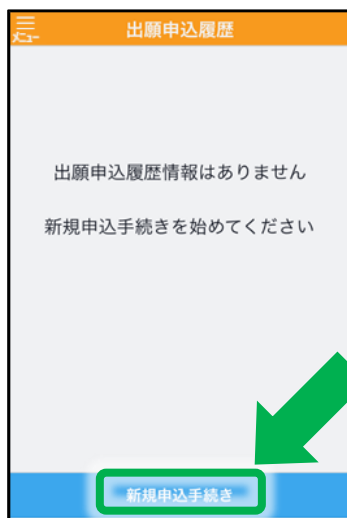 出願申込履歴
メニュー
出願申込履歴情報はありません
新規申込手続きを始めてください
新規申込手続き